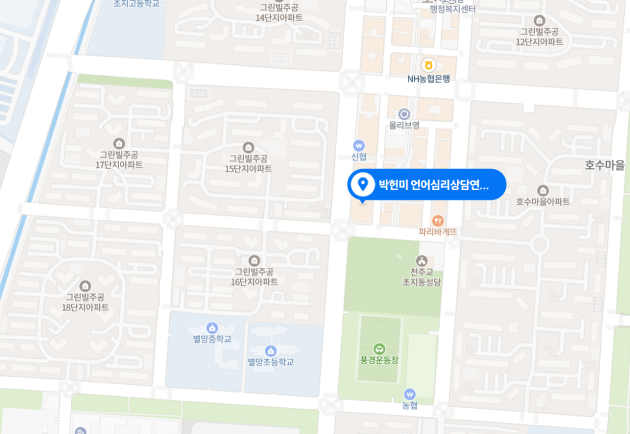 초지고등학교
그린빌주공
14단지아파트
행정복지센터
그린빌주공
12단지아파트
NH농협은행
올리브영
신협
그린빌주공
17단지아파트
그린빌주공
15단지아파트
호수마을
박헌미 언어심리상담연...
호수마을아파트
파리바게뜨
그린빌주공
16단지아파트
천주교
초지동성당
그린빌주공
18단지아파트
별망중학교
별망초등학교
풍경운동장
농협